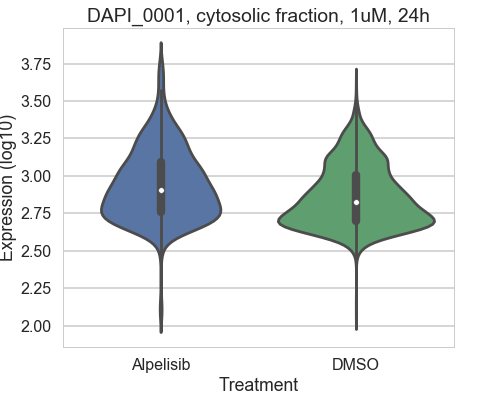 DAPI_0001, cytosolic fraction, 1uM, 24h
Expression (log10)
3.75
3.50
3.25
3.00
2.75
2.50
2.25
2.00
Alpelisib
DMSO
Treatment